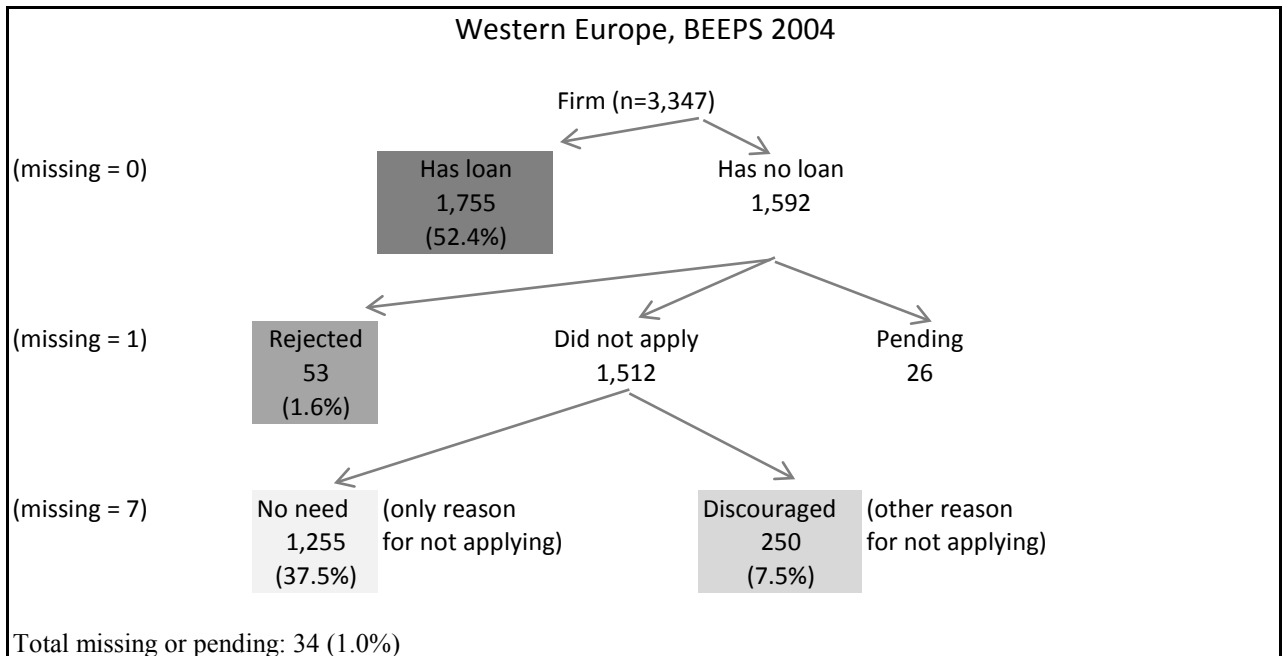 Western Europe, BEEPS 2004
Firm (n=3,347)
(missing = 0)
Has loan
1,755
(52.4%)
Has no loan
1,592
(missing = 1)
Rejected
53
(1.6%)
Did not apply
1,512
Pending
26
(missing = 7)
No need
1,255
(37.5%)
(only reason
for not applying)
Discouraged
250
(7.5%)
(other reason
for not applying)
Total missing or pending: 34 (1.0%)